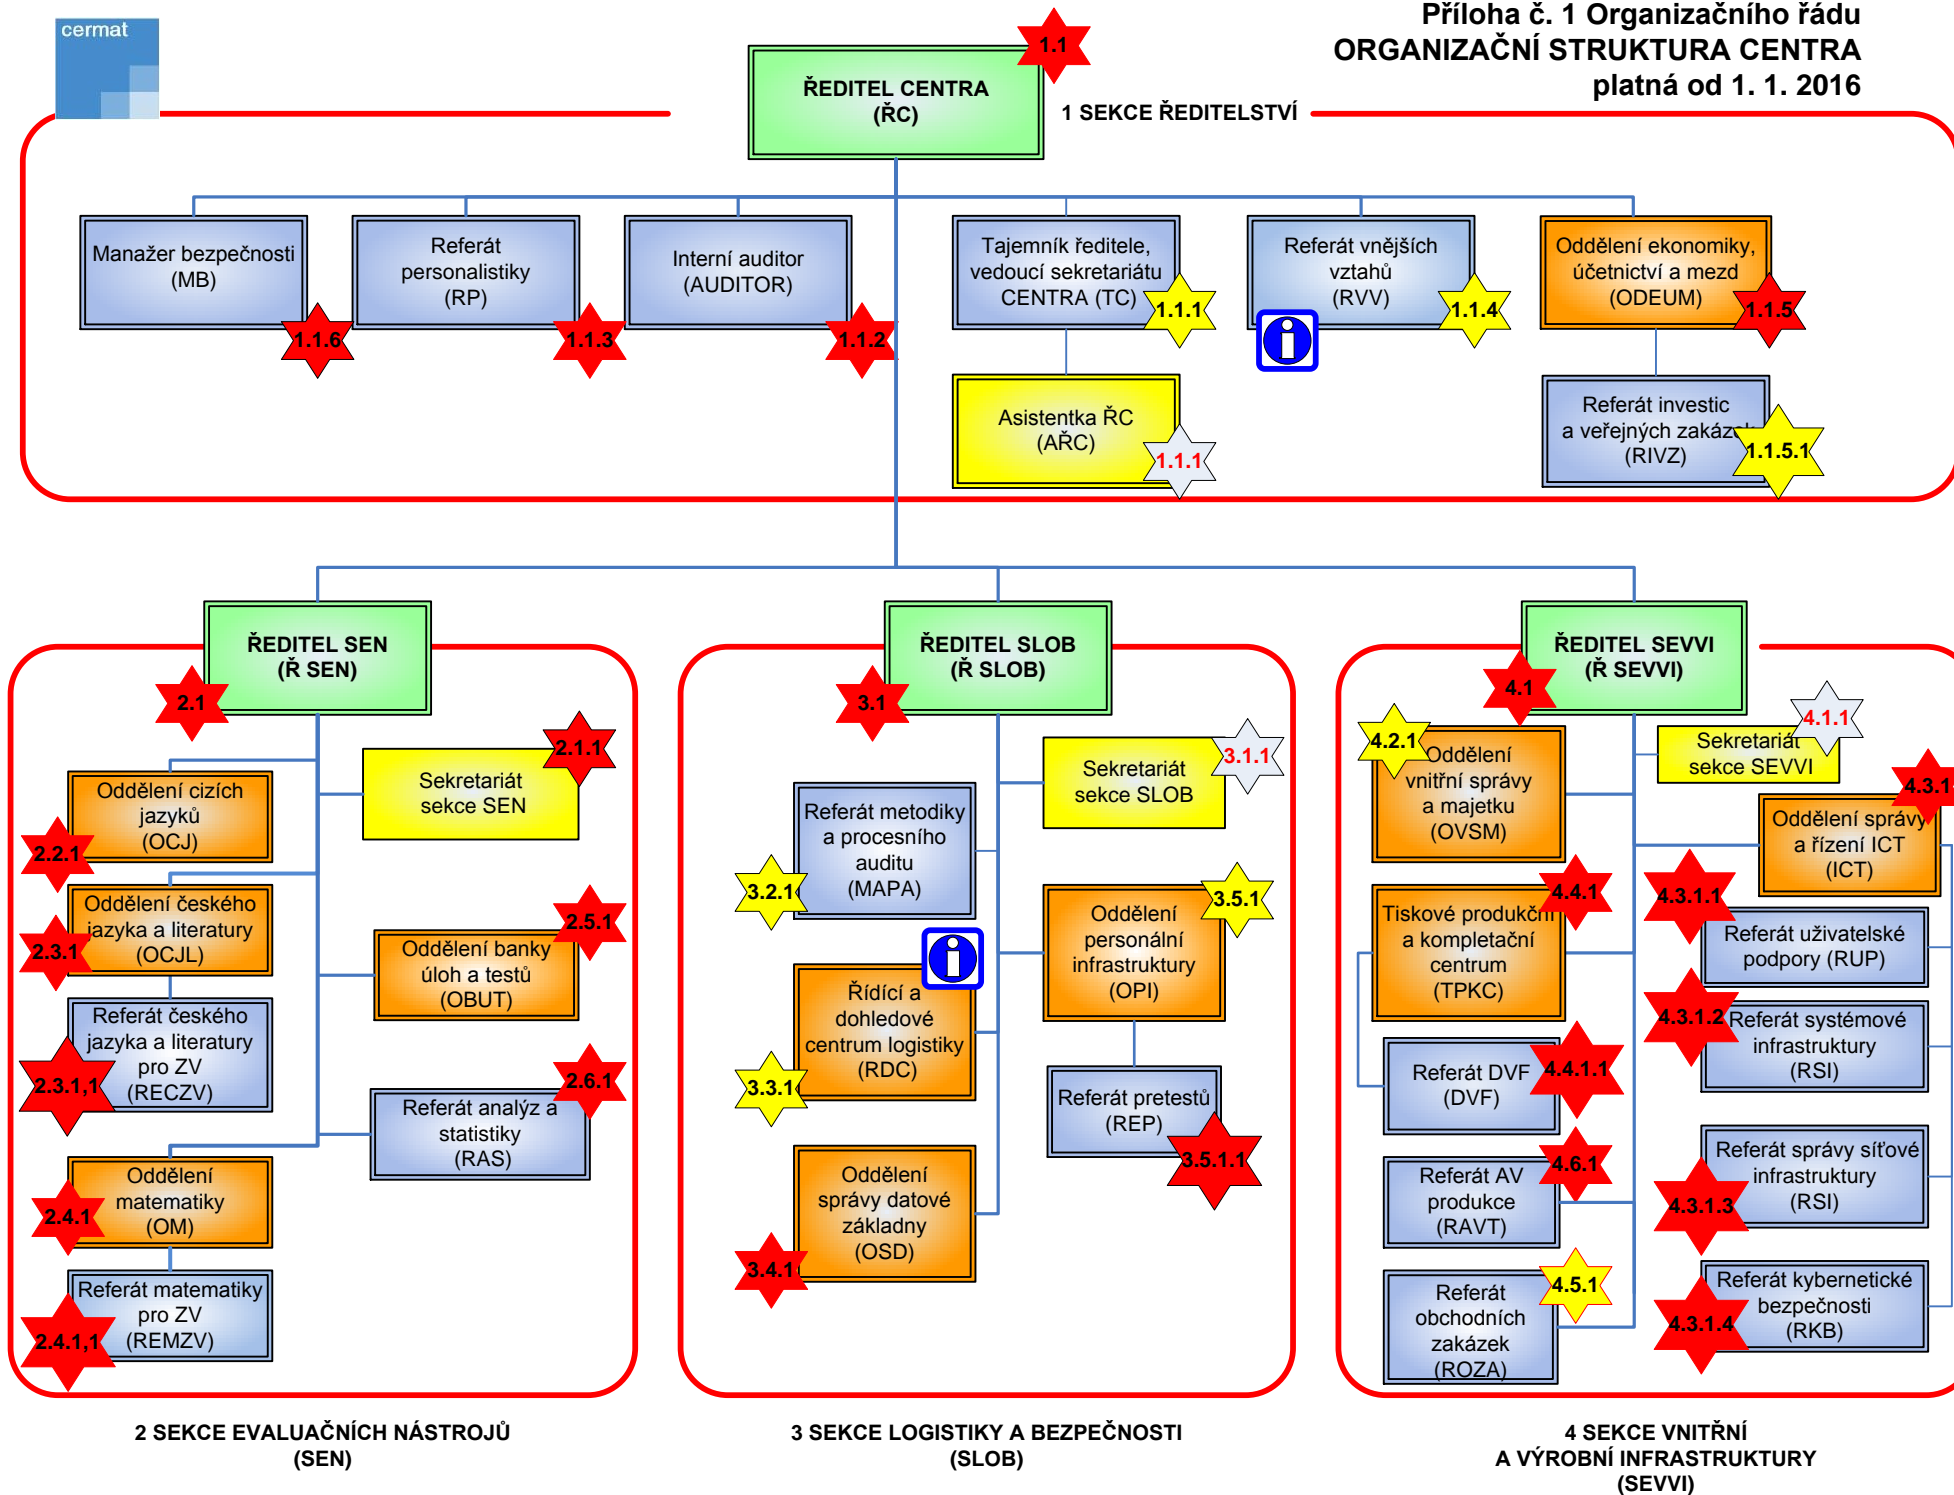 cermat
Příloha č. 1 Organizačního řádu
ORGANIZAČNÍ STRUKTURA CENTRA
platná od 1. 1. 2016
1.1
ŘEDITEL CENTRA
(ŘC)
1 SEKCE ŘEDITELSTVÍ
Manažer bezpečnosti
(MB)
1.1.6
Referát
personalistiky
(RP)
1.1.3
Interní auditor
(AUDITOR)
1.1.2
Tajemník ředitele,
vedoucí sekretariátu
CENTRA (TC)
1.1.1
Referát vnějších
vztahů
(RVV)
1.1.4
Oddělení ekonomiky,
účetnictví a mezd
(ODEUM)
1.1.5
Asistentka ŘC
(AŘC)
1.1.1
Referát investic
a veřejných zakázek
(RIVZ)
1.1.5.1
ŘEDITEL SEN
(Ř SEN)
2.1
Sekretariát
sekce SEN
2.1.1
Oddělení cizích
jazyků
(OCJ)
2.2.1
Oddělení českého
jazyka a literatury
(OCJL)
2.3.1
Oddělení banky
úloh a testů
(OBUT)
2.5.1
Referát českého
jazyka a literatury
pro ZV
(RECZV)
2.3.1,1
Referát analýz a
statistiky
(RAS)
2.6.1
Oddělení
matematiky
(OM)
2.4.1
Referát matematiky
pro ZV
(REMZV)
2.4.1,1
2 SEKCE EVALUAČNÍCH NÁSTROJŮ
(SEN)
ŘEDITEL SLOB
(Ř SLOB)
3.1
Sekretariát
sekce SLOB
3.1.1
Referát metodiky
a procesního
auditu
(MAPA)
3.2.1
Oddělení
personální
infrastruktury
(OPI)
3.5.1
Řídící a
dohledové
centrum logistiky
(RDC)
3.3.1
Referát pretestů
(REP)
3.5.1.1
Oddělení
správy datové
základny
(OSD)
3.4.1
3 SEKCE LOGISTIKY A BEZPEČNOSTI
(SLOB)
ŘEDITEL SEVVI
(Ř SEVVI)
4.1
4.2.1
Oddělení
vnitřní správy
a majetku
(OVSM)
4.1.1
Sekretariát
sekce SEVVI
4.3.1
Oddělení správy
a řízení ICT
(ICT)
4.4.1
Tiskové produkční
a kompletační
centrum
(TPKC)
4.3.1.1
Referát uživatelské
podpory (RUP)
4.3.1.2
Referát systémové
infrastruktury
(RSI)
Referát DVF
(DVF)
4.4.1.1
Referát AV
produkce
(RAVT)
4.6.1
Referát správy síťové
infrastruktury
(RSI)
4.3.1.3
Referát
obchodních
zakázek
(ROZA)
4.5.1
Referát kybernetické
bezpečnosti
(RKB)
4.3.1.4
4 SEKCE VNITŘNÍ
A VÝROBNÍ INFRASTRUKTURY
(SEVVI)